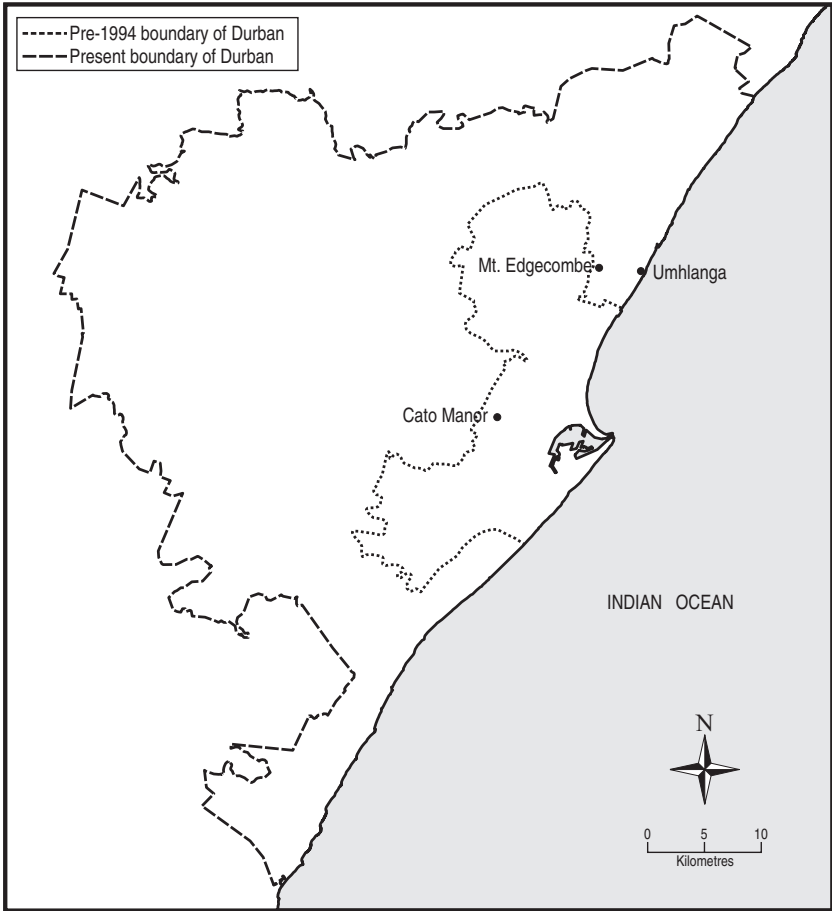 Pre-1994 boundary of Durban
Present boundary of Durban
Mt. Edgecombe
Umhlanga
Cato Manor
INDIAN OCEAN
N
0 5 10
Kilometres